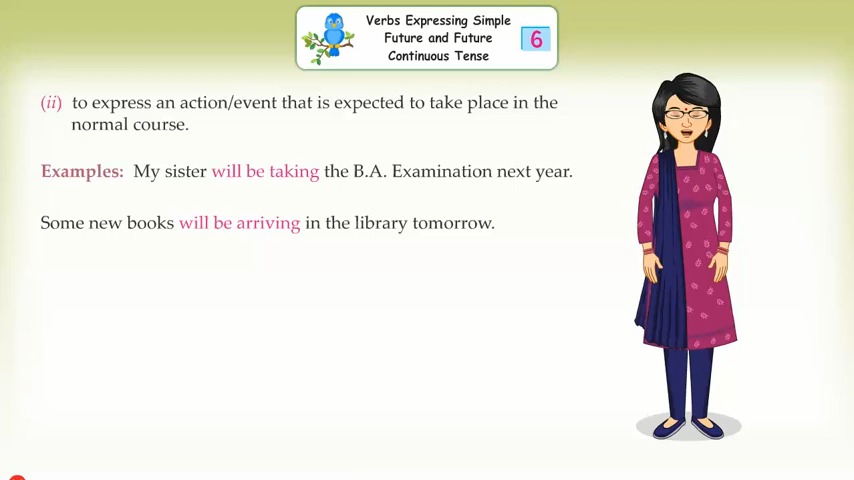 Verbs Expressing Simple
Future and Future
Continuous Tense
6
(ii) to express an action/event that is expected to take place in the
normal course.
Examples: My sister will be taking the B.A. Examination next year.
Some new books will be arriving in the library tomorrow.